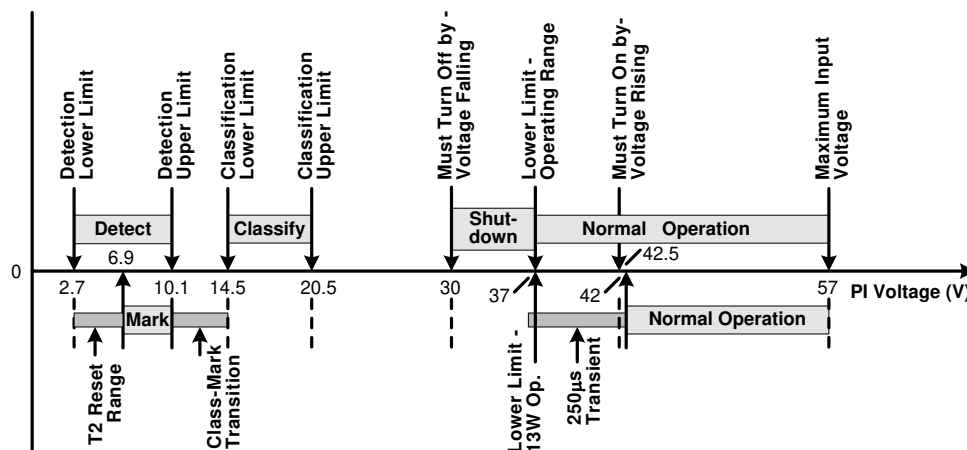 Detection
Lower Limit
Detection
Upper Limit
Classification
Lower Limit
Classification
Upper Limit
Must Turn Off by-
Voltage Falling
Lower Limit -
Operating Range
Must Turn On by-
Voltage Rising
Maximum Input
Voltage
Detect
Classify
Shut-
down
Normal Operation
6.9
42.5
0
2.7
10.1
14.5
20.5
30
37
42
57
PI Voltage (V)
Mark
Normal Operation
T2 Reset
Range
Class-Mark
Transition
Lower Limit -
13W Op.
250µs
Transient